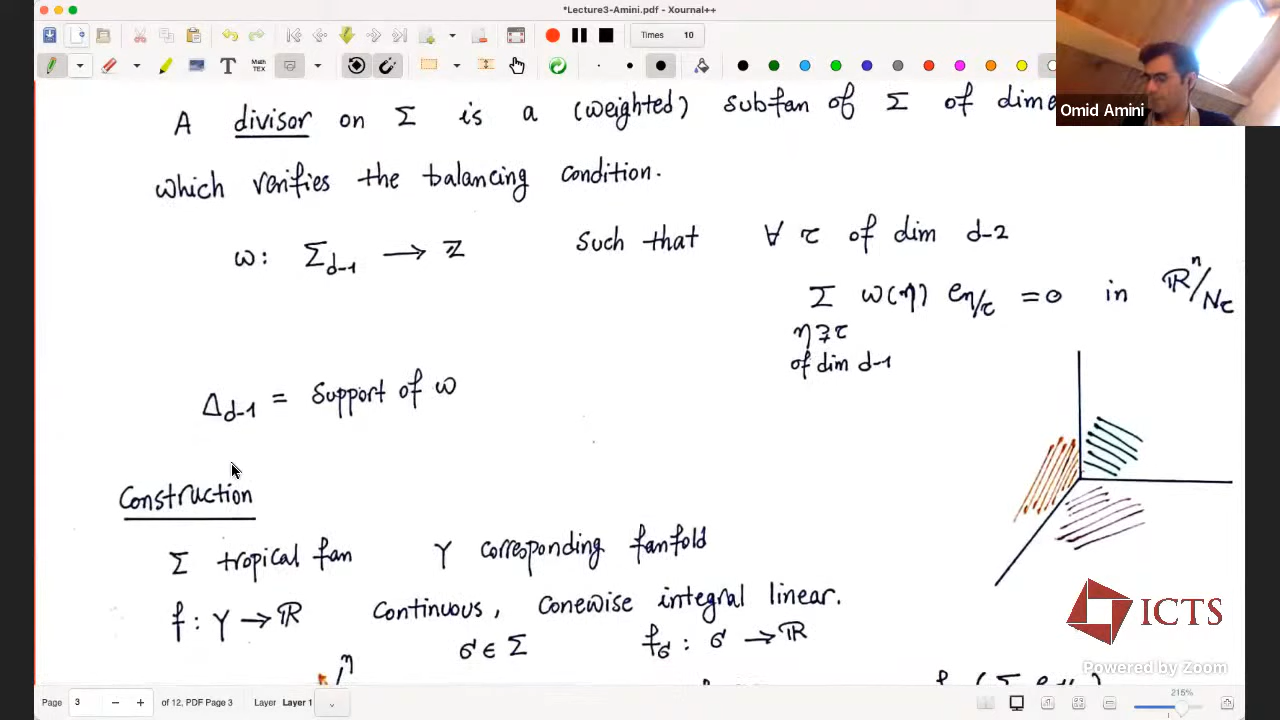 *Lecture3-Amini.pdf - Xournal++
Times 10
Omid Amini
A divisor on Σ is a (weighted) subfan of Σ of dime
which verifies the balancing condition.
ω: Σ_{d-1} → ℤ such that ∀ τ of dim d-2
Σ ω(η) e_{η/τ} = 0 in ℝ^n/N_τ
η ⊋ τ
of dim d-1
Δ_{d-1} = Support of ω
Construction
Σ tropical fan Y corresponding fanfold
f: Y → ℝ continuous, conewise integral linear.
σ ∈ Σ f_σ : σ → ℝ
η
ICTS
Powered by Zoom
Page 3 of 12, PDF Page 3 Layer Layer 1
215%